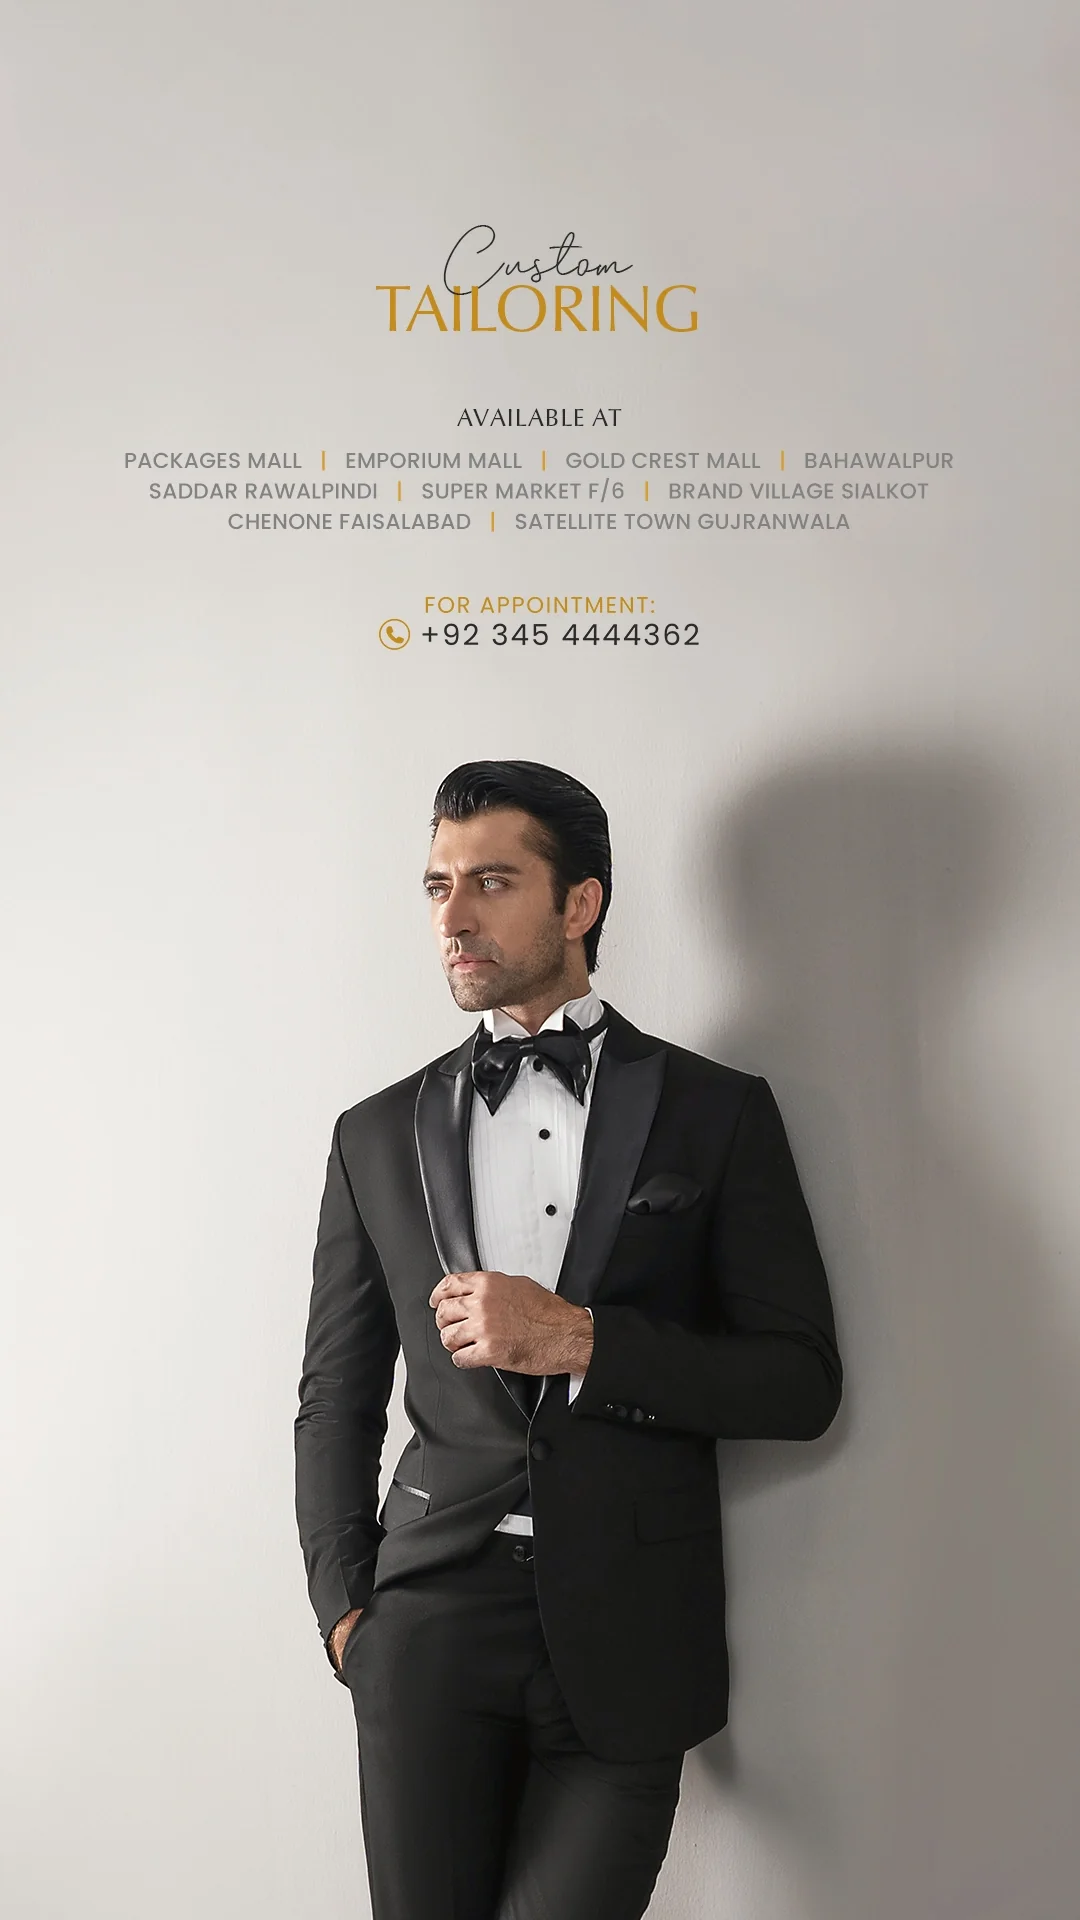 Custom
TAILORING
AVAILABLE AT
PACKAGES MALL | EMPORIUM MALL | GOLD CREST MALL | BAHAWALPUR
SADDAR RAWALPINDI | SUPER MARKET F/6 | BRAND VILLAGE SIALKOT
CHENONE FAISALABAD | SATELLITE TOWN GUJRANWALA
FOR APPOINTMENT:
+92 345 4444362